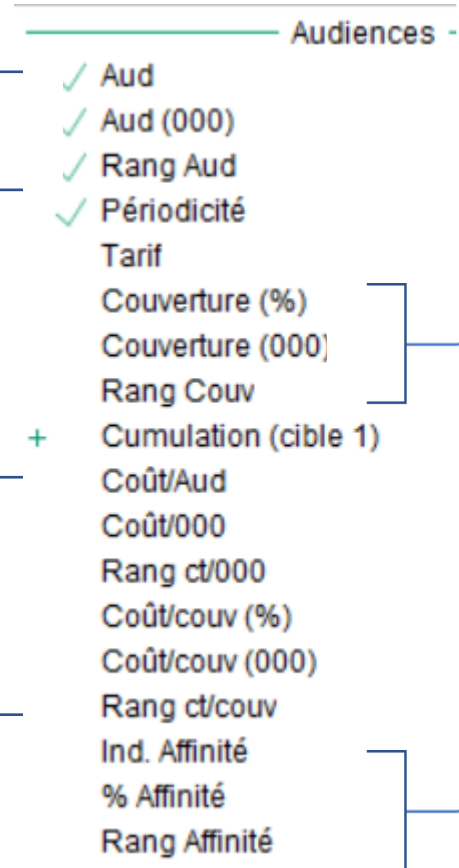 Audiences
Aud
Aud (000)
Rang Aud
Périodicité
Tarif
Couverture (%)
Couverture (000)
Rang Couv
Cumulation (cible 1)
Coût/Aud
Coût/000
Rang ct/000
Coût/couv (%)
Coût/couv (000)
Rang ct/couv
Ind. Affinité
% Affinité
Rang Affinité